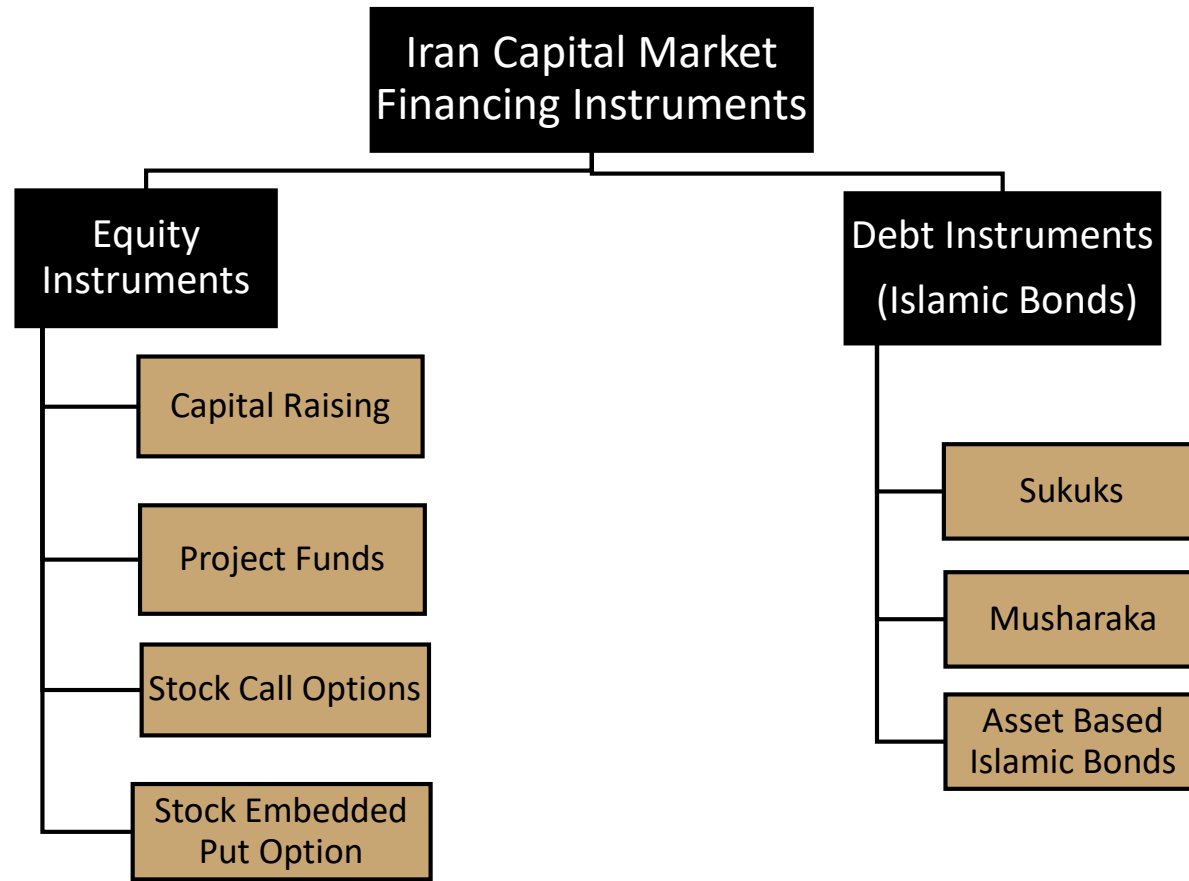 Iran Capital Market
Financing Instruments
Equity
Instruments
Capital Raising
Project Funds
Stock Call Options
Stock Embedded
Put Option
Debt Instruments
(Islamic Bonds)
Sukuks
Musharaka
Asset Based
Islamic Bonds